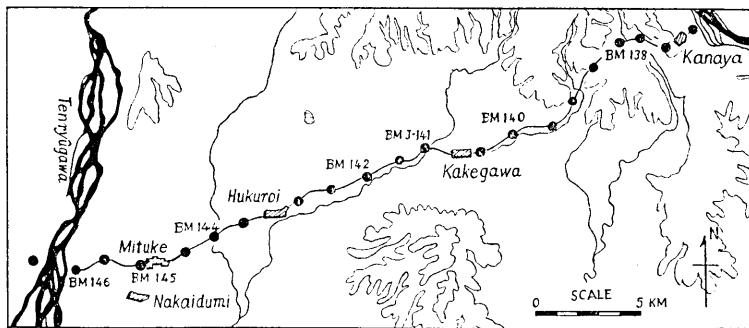 BM 138
Kanaya
Tenryûgawa
BM 140
BM J-141
Kakegawa
BM 142
Hukuroi
BM 144
Mituke
BM 145
BM 146
Nakaidumi
N
0 SCALE 5 KM